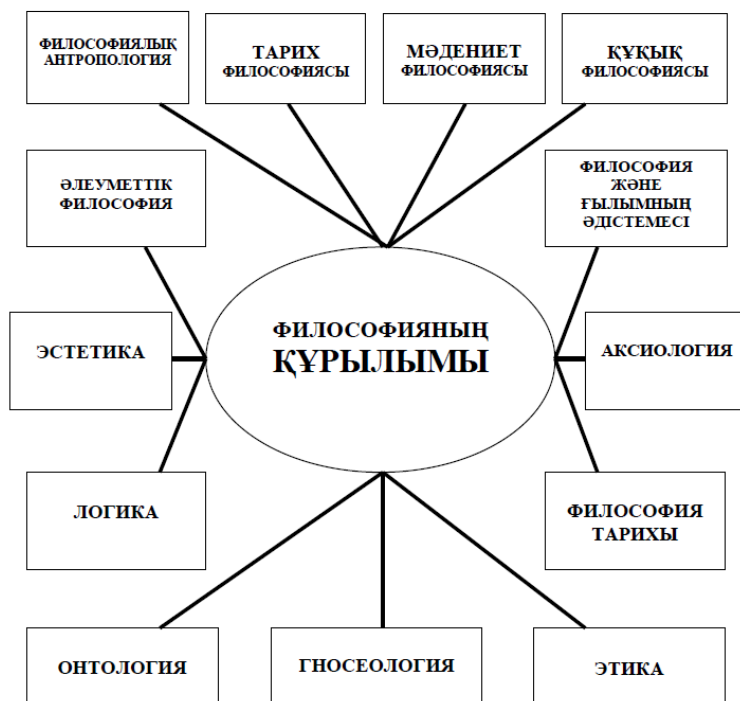 ФИЛОСОФИЯЛЫҚ
АНТРОПОЛОГИЯ
ТАРИХ
ФИЛОСОФИЯСЫ
МӘДЕНИЕТ
ФИЛОСОФИЯСЫ
ҚҰҚЫҚ
ФИЛОСОФИЯСЫ
ӘЛЕУМЕТТІК
ФИЛОСОФИЯ
ФИЛОСОФИЯ
ЖӘНЕ
ҒЫЛЫМНЫҢ
ӘДІСТЕМЕСІ
ФИЛОСОФИЯНЫҢ
ҚҰРЫЛЫМЫ
ЭСТЕТИКА
АКСИОЛОГИЯ
ЛОГИКА
ФИЛОСОФИЯ
ТАРИХЫ
ОНТОЛОГИЯ
ГНОСЕОЛОГИЯ
ЭТИКА